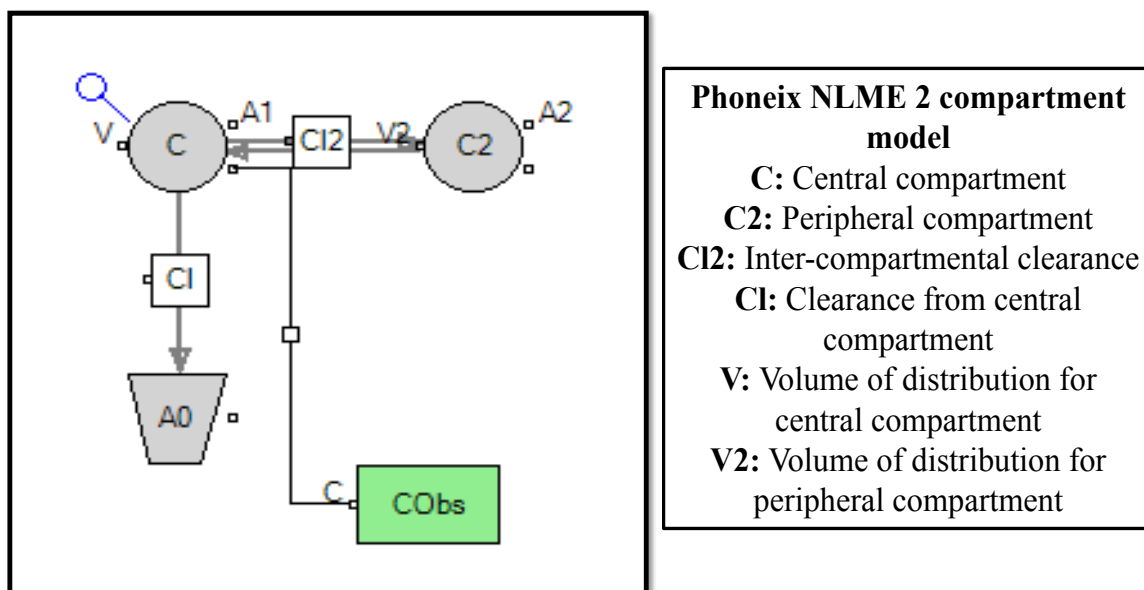 A1
A2
V
C
Cl2
V2
C2
Cl
A0
C
CObs
Phoneix NLME 2 compartment
model
C: Central compartment
C2: Peripheral compartment
Cl2: Inter-compartmental clearance
Cl: Clearance from central
compartment
V: Volume of distribution for
central compartment
V2: Volume of distribution for
peripheral compartment